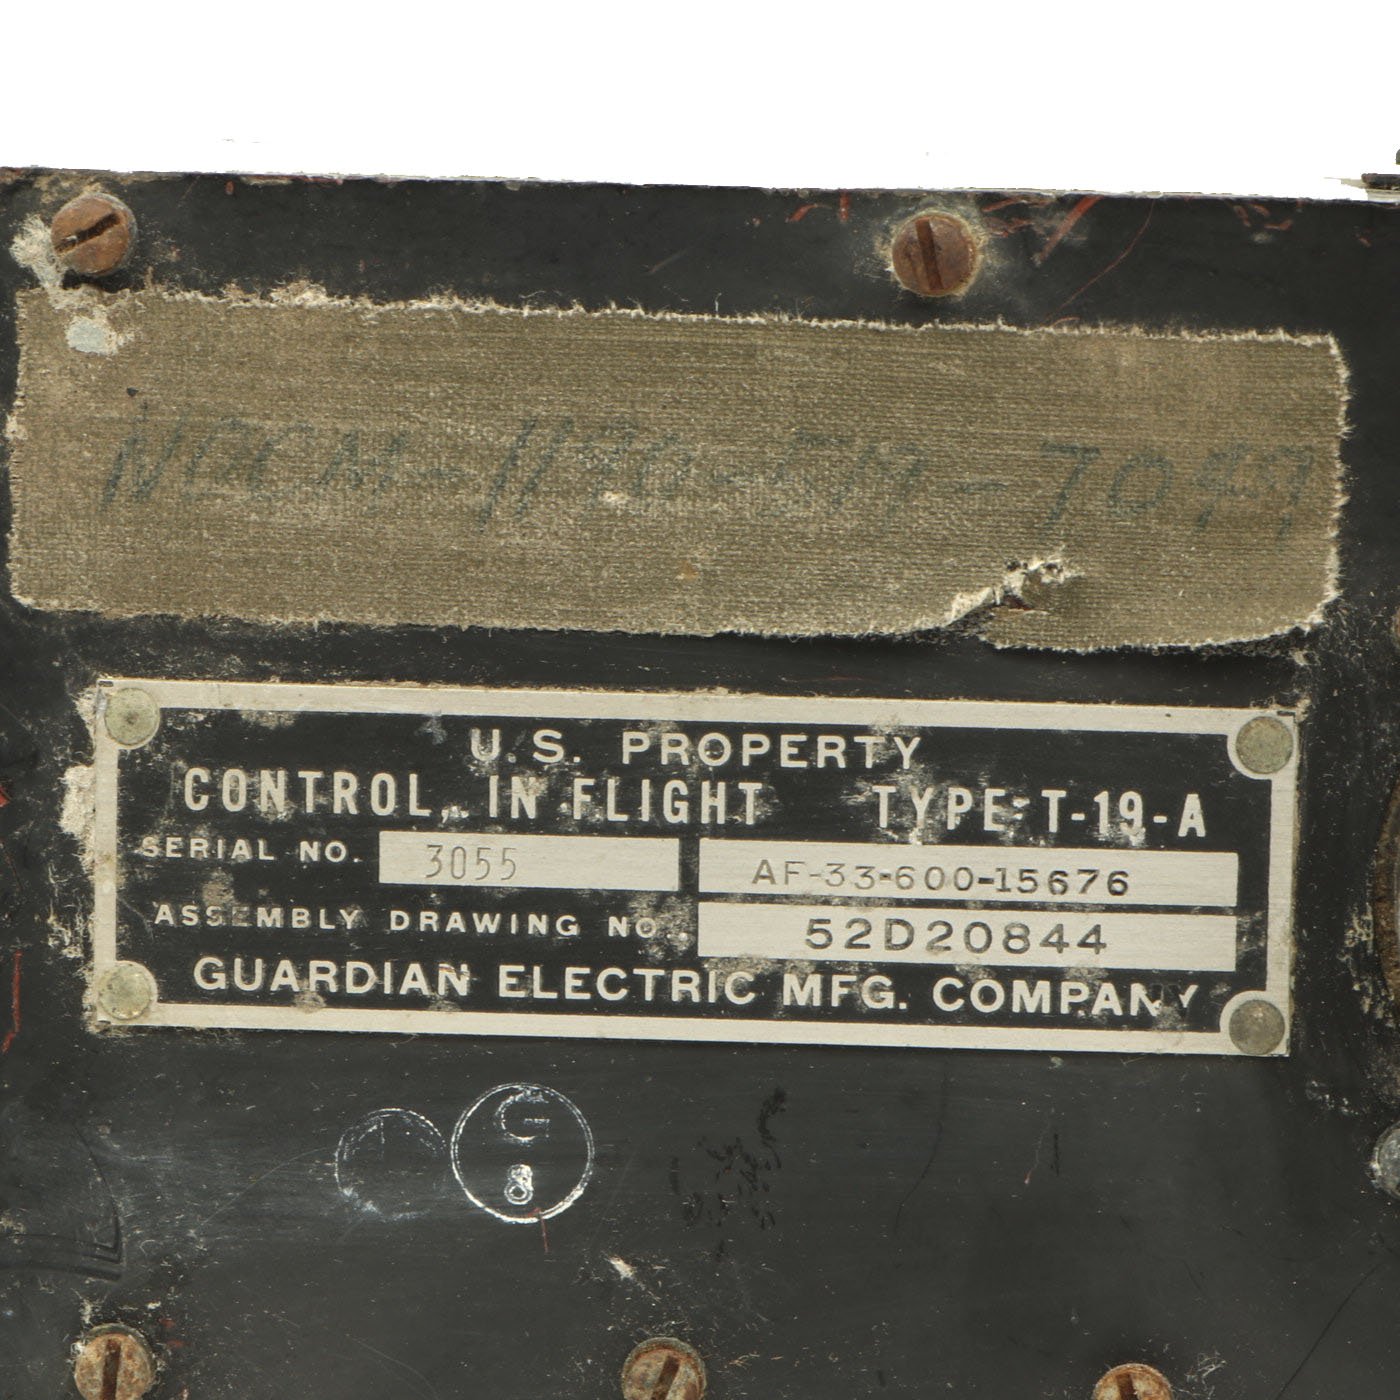 U.S. PROPERTY
CONTROL, IN FLIGHT TYPE T-19-A
SERIAL NO. 3055 AF-33-600-15676
ASSEMBLY DRAWING NO. 52D20844
GUARDIAN ELECTRIC MFG. COMPANY
G
8